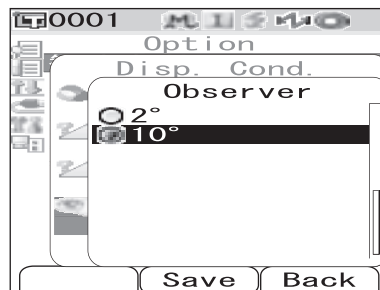 0001
Option
Disp. Cond.
Observer
2°
10°
Save Back